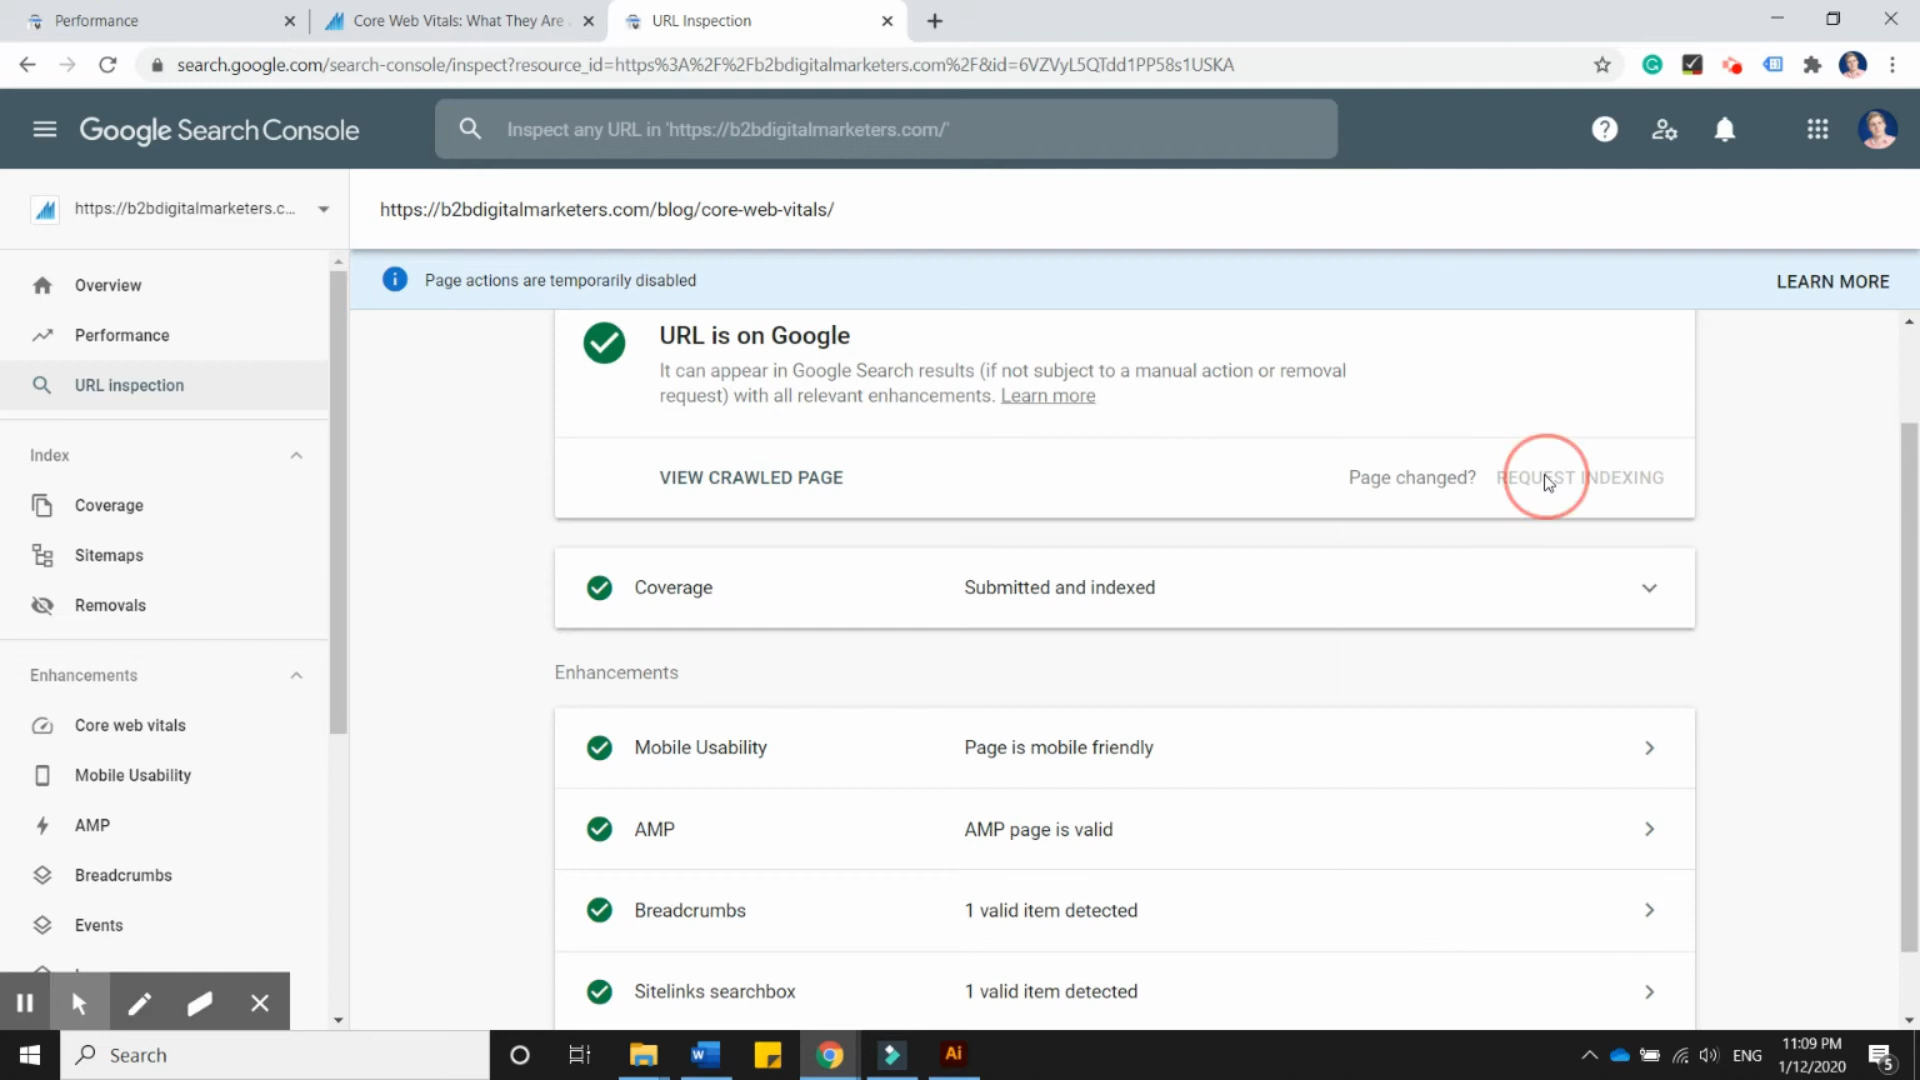 Performance
Core Web Vitals: What They Are
URL Inspection
search.google.com/search-console/inspect?resource_id=https%3A%2F%2Fb2bdigitalmarketers.com%2F&id=6VZVyL5QTdd1PP58s1USKA
Google Search Console
Inspect any URL in 'https://b2bdigitalmarketers.com/'
https://b2bdigitalmarketers.c...
https://b2bdigitalmarketers.com/blog/core-web-vitals/
Page actions are temporarily disabled
LEARN MORE
Overview
Performance
URL inspection
Index
Coverage
Sitemaps
Removals
Enhancements
Core web vitals
Mobile Usability
AMP
Breadcrumbs
Events
URL is on Google
It can appear in Google Search results (if not subject to a manual action or removal
request) with all relevant enhancements. Learn more
VIEW CRAWLED PAGE
Page changed? REQUEST INDEXING
Coverage
Submitted and indexed
Enhancements
Mobile Usability
Page is mobile friendly
AMP
AMP page is valid
Breadcrumbs
1 valid item detected
Sitelinks searchbox
1 valid item detected
Search
W
Ai
ENG
11:09 PM
1/12/2020
5